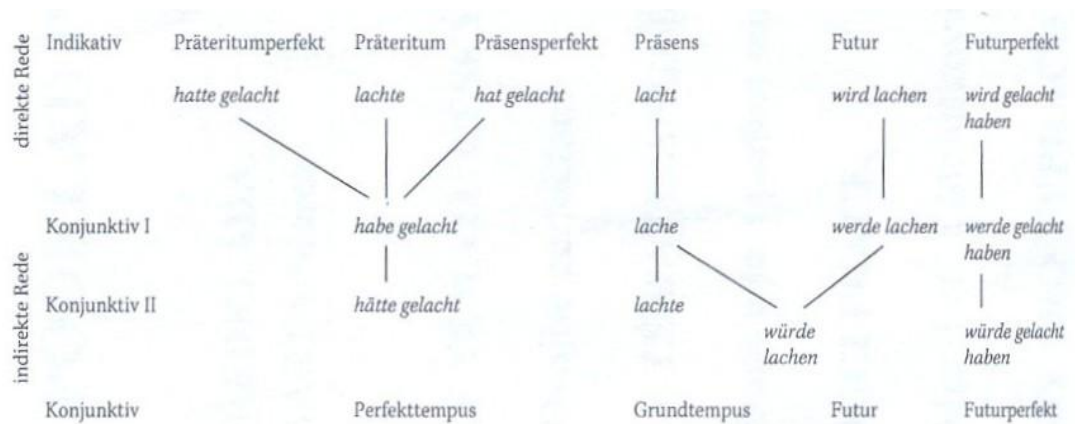 direkte Rede
Indikativ Präteritumperfekt Präteritum Präsensperfekt Präsens Futur Futurperfekt
hatte gelacht lachte hat gelacht lacht wird lachen wird gelacht
haben
indirekte Rede
Konjunktiv I habe gelacht lache werde lachen werde gelacht
haben
Konjunktiv II hätte gelacht lachte
würde würde gelacht
lachen haben
Konjunktiv Perfekttempus Grundtempus Futur Futurperfekt